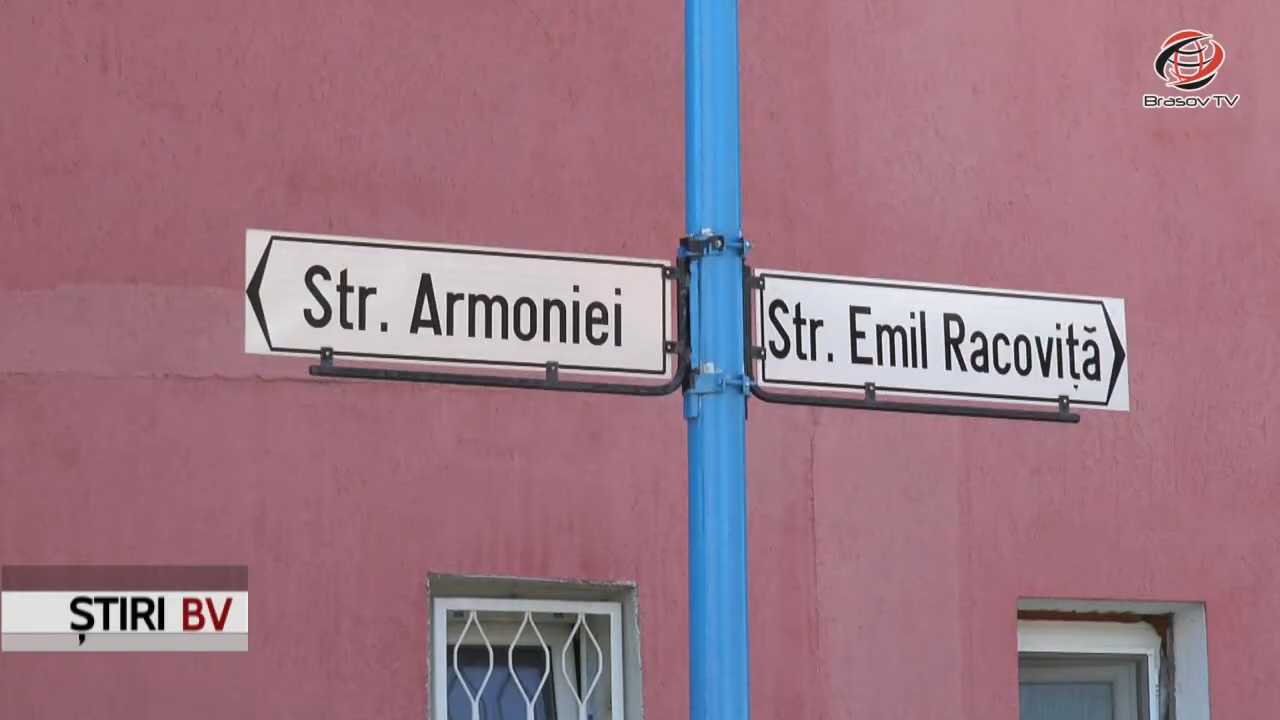 Brasov TV
Str. Armoniei
Str. Emil Racoviță
ȘTIRI BV